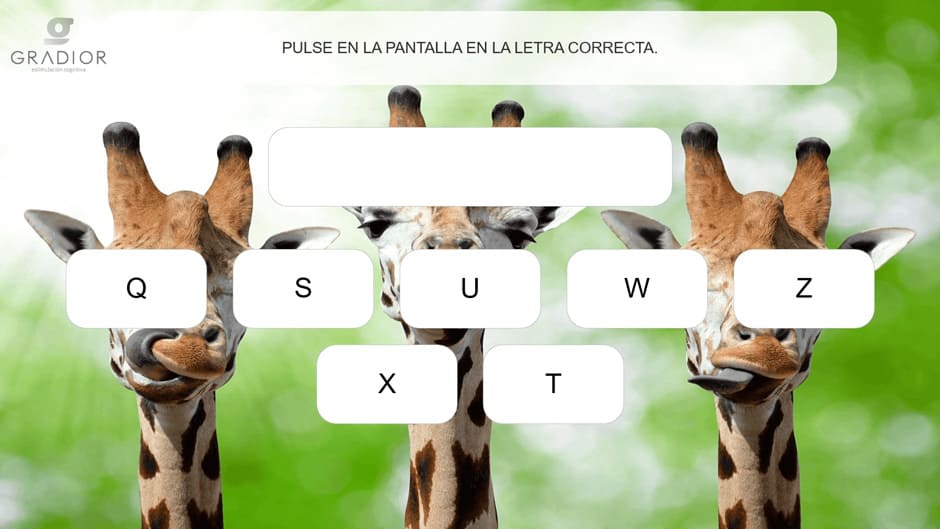 GRADIOR
estimulación cognitiva
PULSE EN LA PANTALLA EN LA LETRA CORRECTA.
Q S U W Z
X T